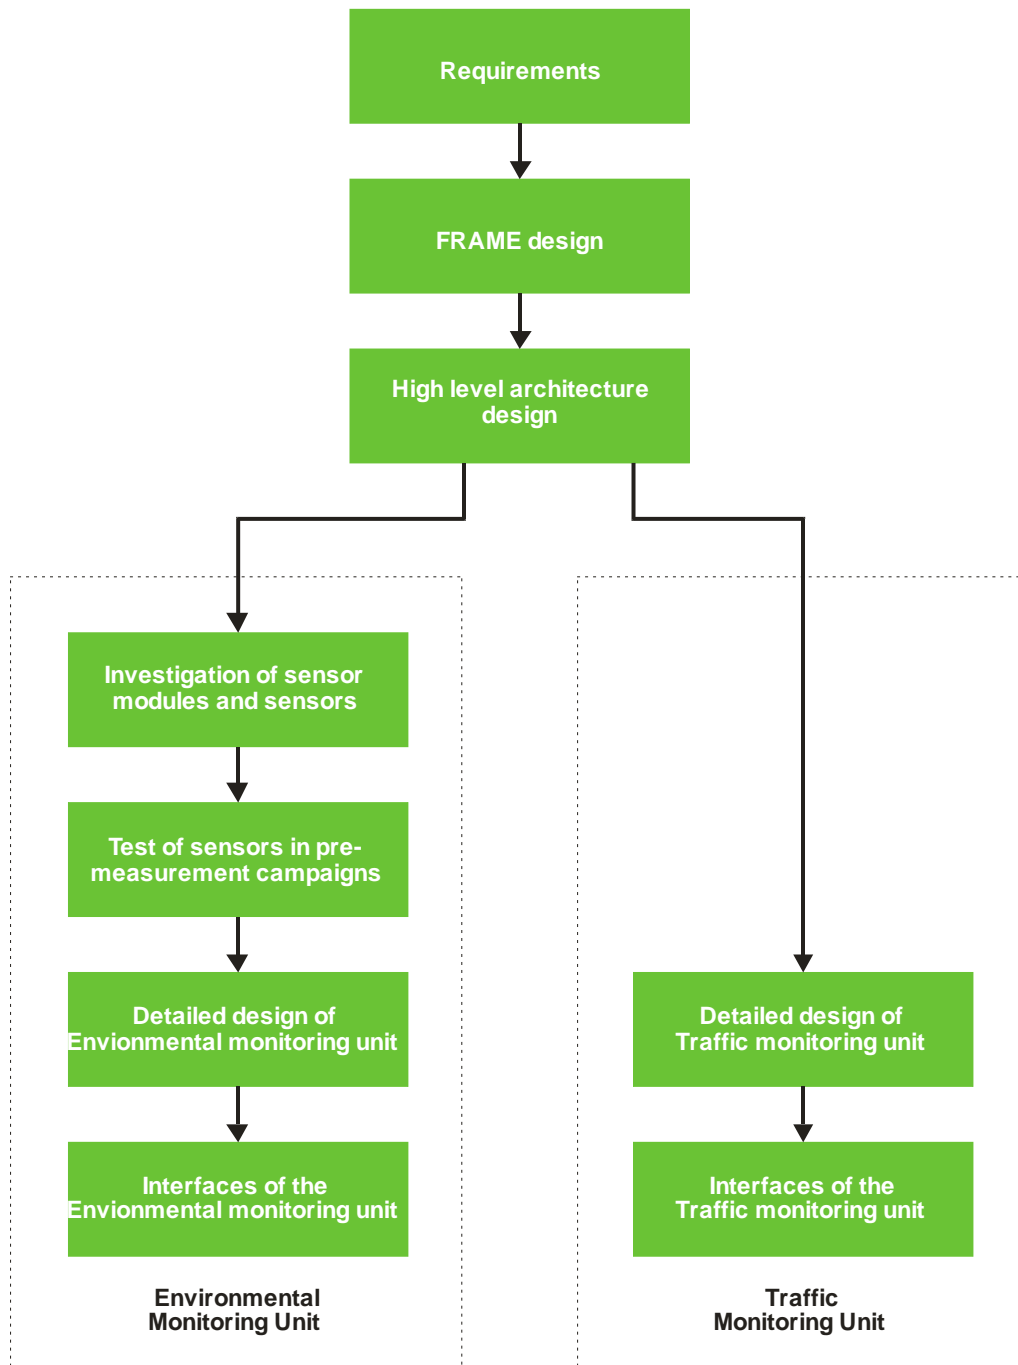 Requirements
FRAME design
High level architecture
design
Investigation of sensor
modules and sensors
Test of sensors in pre-
measurement campaigns
Detailed design of
Envionmental monitoring unit
Interfaces of the
Envionmental monitoring unit
Environmental
Monitoring Unit
Detailed design of
Traffic monitoring unit
Interfaces of the
Traffic monitoring unit
Traffic
Monitoring Unit